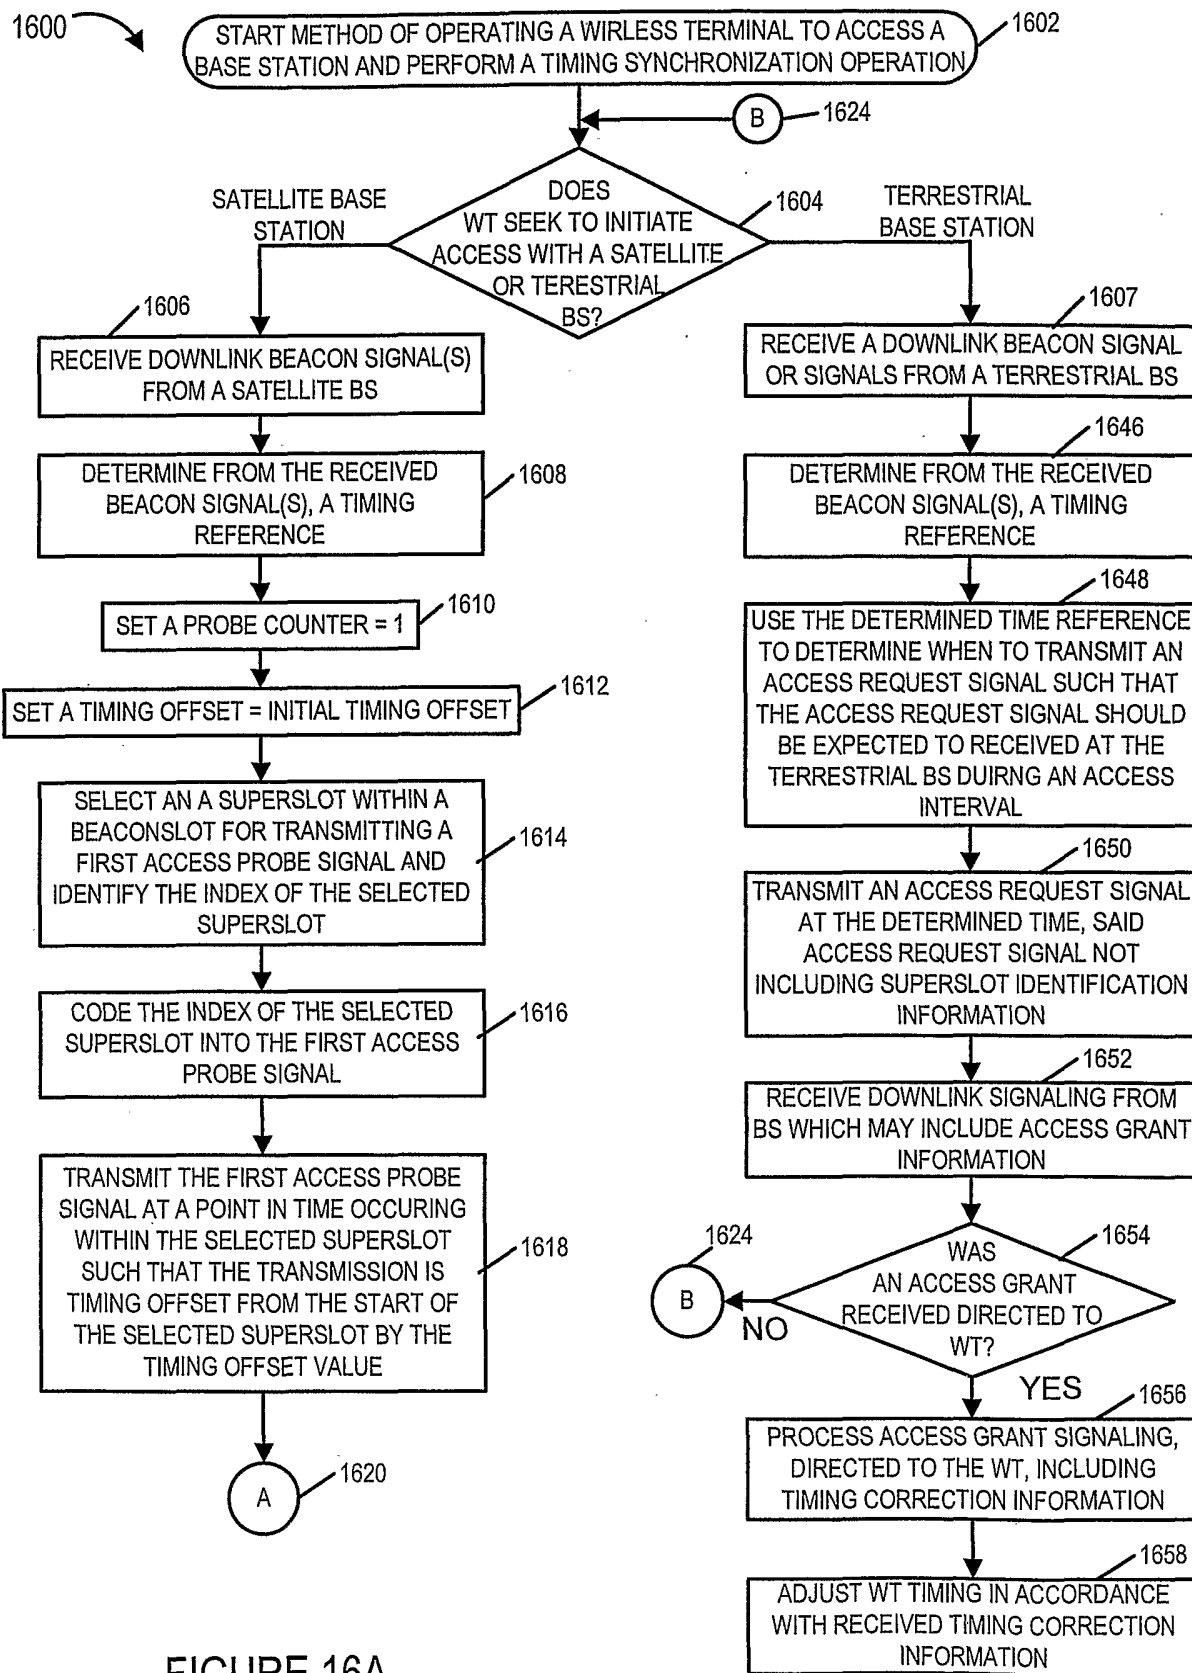 1600
START METHOD OF OPERATING A WIRLESS TERMINAL TO ACCESS A
BASE STATION AND PERFORM A TIMING SYNCHRONIZATION OPERATION
1602
B
1624
DOES
WT SEEK TO INITIATE
ACCESS WITH A SATELLITE
OR TERESTRIAL
BS?
1604
SATELLITE BASE
STATION
TERRESTRIAL
BASE STATION
1606
RECEIVE DOWNLINK BEACON SIGNAL(S)
FROM A SATELLITE BS
DETERMINE FROM THE RECEIVED
BEACON SIGNAL(S), A TIMING
REFERENCE
1608
SET A PROBE COUNTER = 1
1610
SET A TIMING OFFSET = INITIAL TIMING OFFSET
1612
SELECT AN A SUPERSLOT WITHIN A
BEACONSLOT FOR TRANSMITTING A
FIRST ACCESS PROBE SIGNAL AND
IDENTIFY THE INDEX OF THE SELECTED
SUPERSLOT
1614
CODE THE INDEX OF THE SELECTED
SUPERSLOT INTO THE FIRST ACCESS
PROBE SIGNAL
1616
TRANSMIT THE FIRST ACCESS PROBE
SIGNAL AT A POINT IN TIME OCCURING
WITHIN THE SELECTED SUPERSLOT
SUCH THAT THE TRANSMISSION IS
TIMING OFFSET FROM THE START OF
THE SELECTED SUPERSLOT BY THE
TIMING OFFSET VALUE
1618
A
1620
1607
RECEIVE A DOWNLINK BEACON SIGNAL
OR SIGNALS FROM A TERRESTRIAL BS
1646
DETERMINE FROM THE RECEIVED
BEACON SIGNAL(S), A TIMING
REFERENCE
1648
USE THE DETERMINED TIME REFERENCE
TO DETERMINE WHEN TO TRANSMIT AN
ACCESS REQUEST SIGNAL SUCH THAT
THE ACCESS REQUEST SIGNAL SHOULD
BE EXPECTED TO RECEIVED AT THE
TERRESTRIAL BS DUIRNG AN ACCESS
INTERVAL
1650
TRANSMIT AN ACCESS REQUEST SIGNAL
AT THE DETERMINED TIME, SAID
ACCESS REQUEST SIGNAL NOT
INCLUDING SUPERSLOT IDENTIFICATION
INFORMATION
1652
RECEIVE DOWNLINK SIGNALING FROM
BS WHICH MAY INCLUDE ACCESS GRANT
INFORMATION
1654
WAS
AN ACCESS GRANT
RECEIVED DIRECTED TO
WT?
1624
B
NO
YES
1656
PROCESS ACCESS GRANT SIGNALING,
DIRECTED TO THE WT, INCLUDING
TIMING CORRECTION INFORMATION
1658
ADJUST WT TIMING IN ACCORDANCE
WITH RECEIVED TIMING CORRECTION
INFORMATION
FIGURE 16A